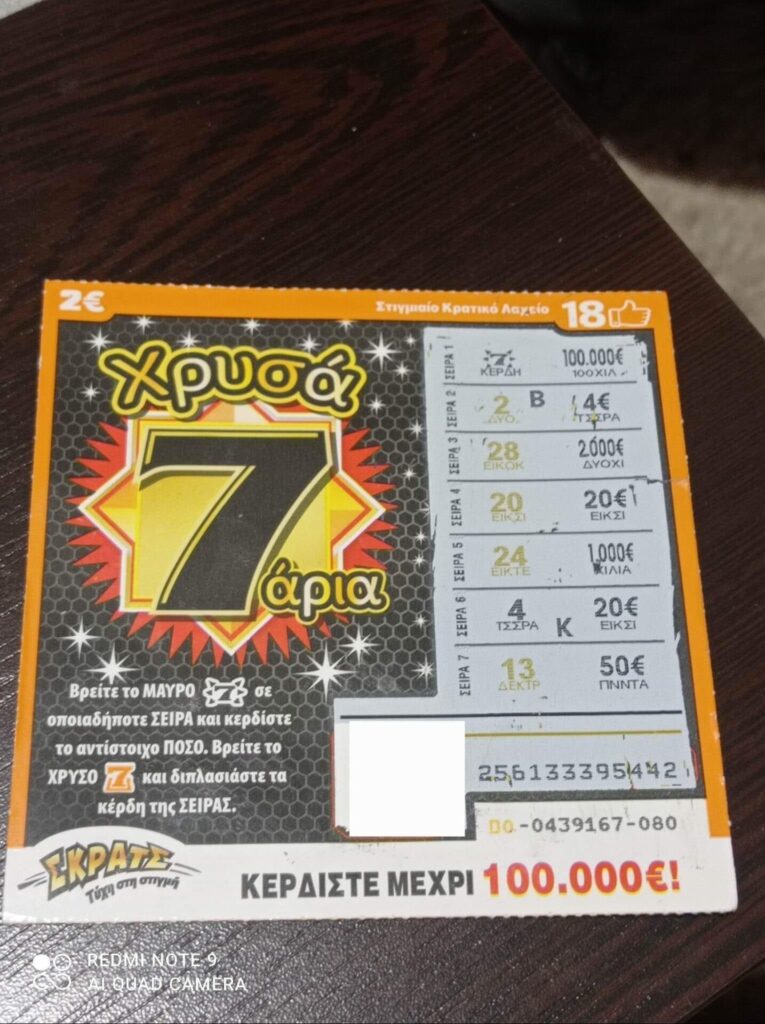 2€ Στιγμιαίο Κρατικό Λαχείο 18
Χρυσά
7
άρια
ΣΕΙΡΑ 1 7 100.000€
ΚΕΡΔΗ 100ΧΙΛ
ΣΕΙΡΑ 2 2 Β 4€
ΔΥΟ ΤΣΣΡΑ
ΣΕΙΡΑ 3 28 2.000€
ΕΙΚΟΚ ΔΥΟΧΙ
ΣΕΙΡΑ 4 20 20€
ΕΙΚΣΙ ΕΙΚΣΙ
ΣΕΙΡΑ 5 24 1.000€
ΕΙΚΤΕ ΧΙΛΙΑ
ΣΕΙΡΑ 6 4 Κ 20€
ΤΣΣΡΑ ΕΙΚΣΙ
ΣΕΙΡΑ 7 13 50€
ΔΕΚΤΡ ΠΝΝΤΑ
Βρείτε το ΜΑΥΡΟ 7 σε
οποιαδήποτε ΣΕΙΡΑ και κερδίστε
το αντίστοιχο ΠΟΣΟ. Βρείτε το
ΧΡΥΣΟ 7 και διπλασιάστε τα
κέρδη της ΣΕΙΡΑΣ.
256133395442
-0439167-080
ΣΚΡΑΤΣ
Τύχη στη στιγμή
ΚΕΡΔΙΣΤΕ ΜΕΧΡΙ 100.000€!
REDMI NOTE 9
AI QUAD CAMERA